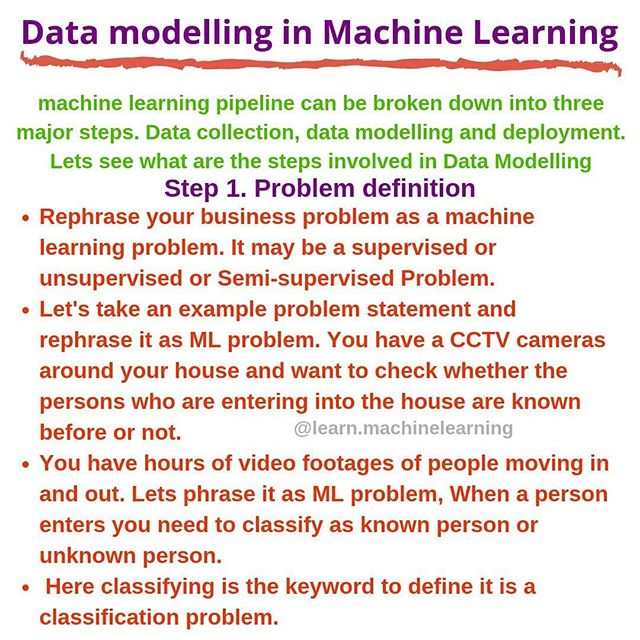 Data modelling in Machine Learning
machine learning pipeline can be broken down into three
major steps. Data collection, data modelling and deployment.
Lets see what are the steps involved in Data Modelling
Step 1. Problem definition
• Rephrase your business problem as a machine
learning problem. It may be a supervised or
unsupervised or Semi-supervised Problem.
• Let's take an example problem statement and
rephrase it as ML problem. You have a CCTV cameras
around your house and want to check whether the
persons who are entering into the house are known
before or not.
@learn.machinelearning
• You have hours of video footages of people moving in
and out. Lets phrase it as ML problem, When a person
enters you need to classify as known person or
unknown person.
• Here classifying is the keyword to define it is a
classification problem.